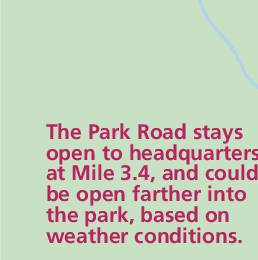 The Park Road stays
open to headquarters
at Mile 3.4, and could
be open farther into
the park, based on
weather conditions.